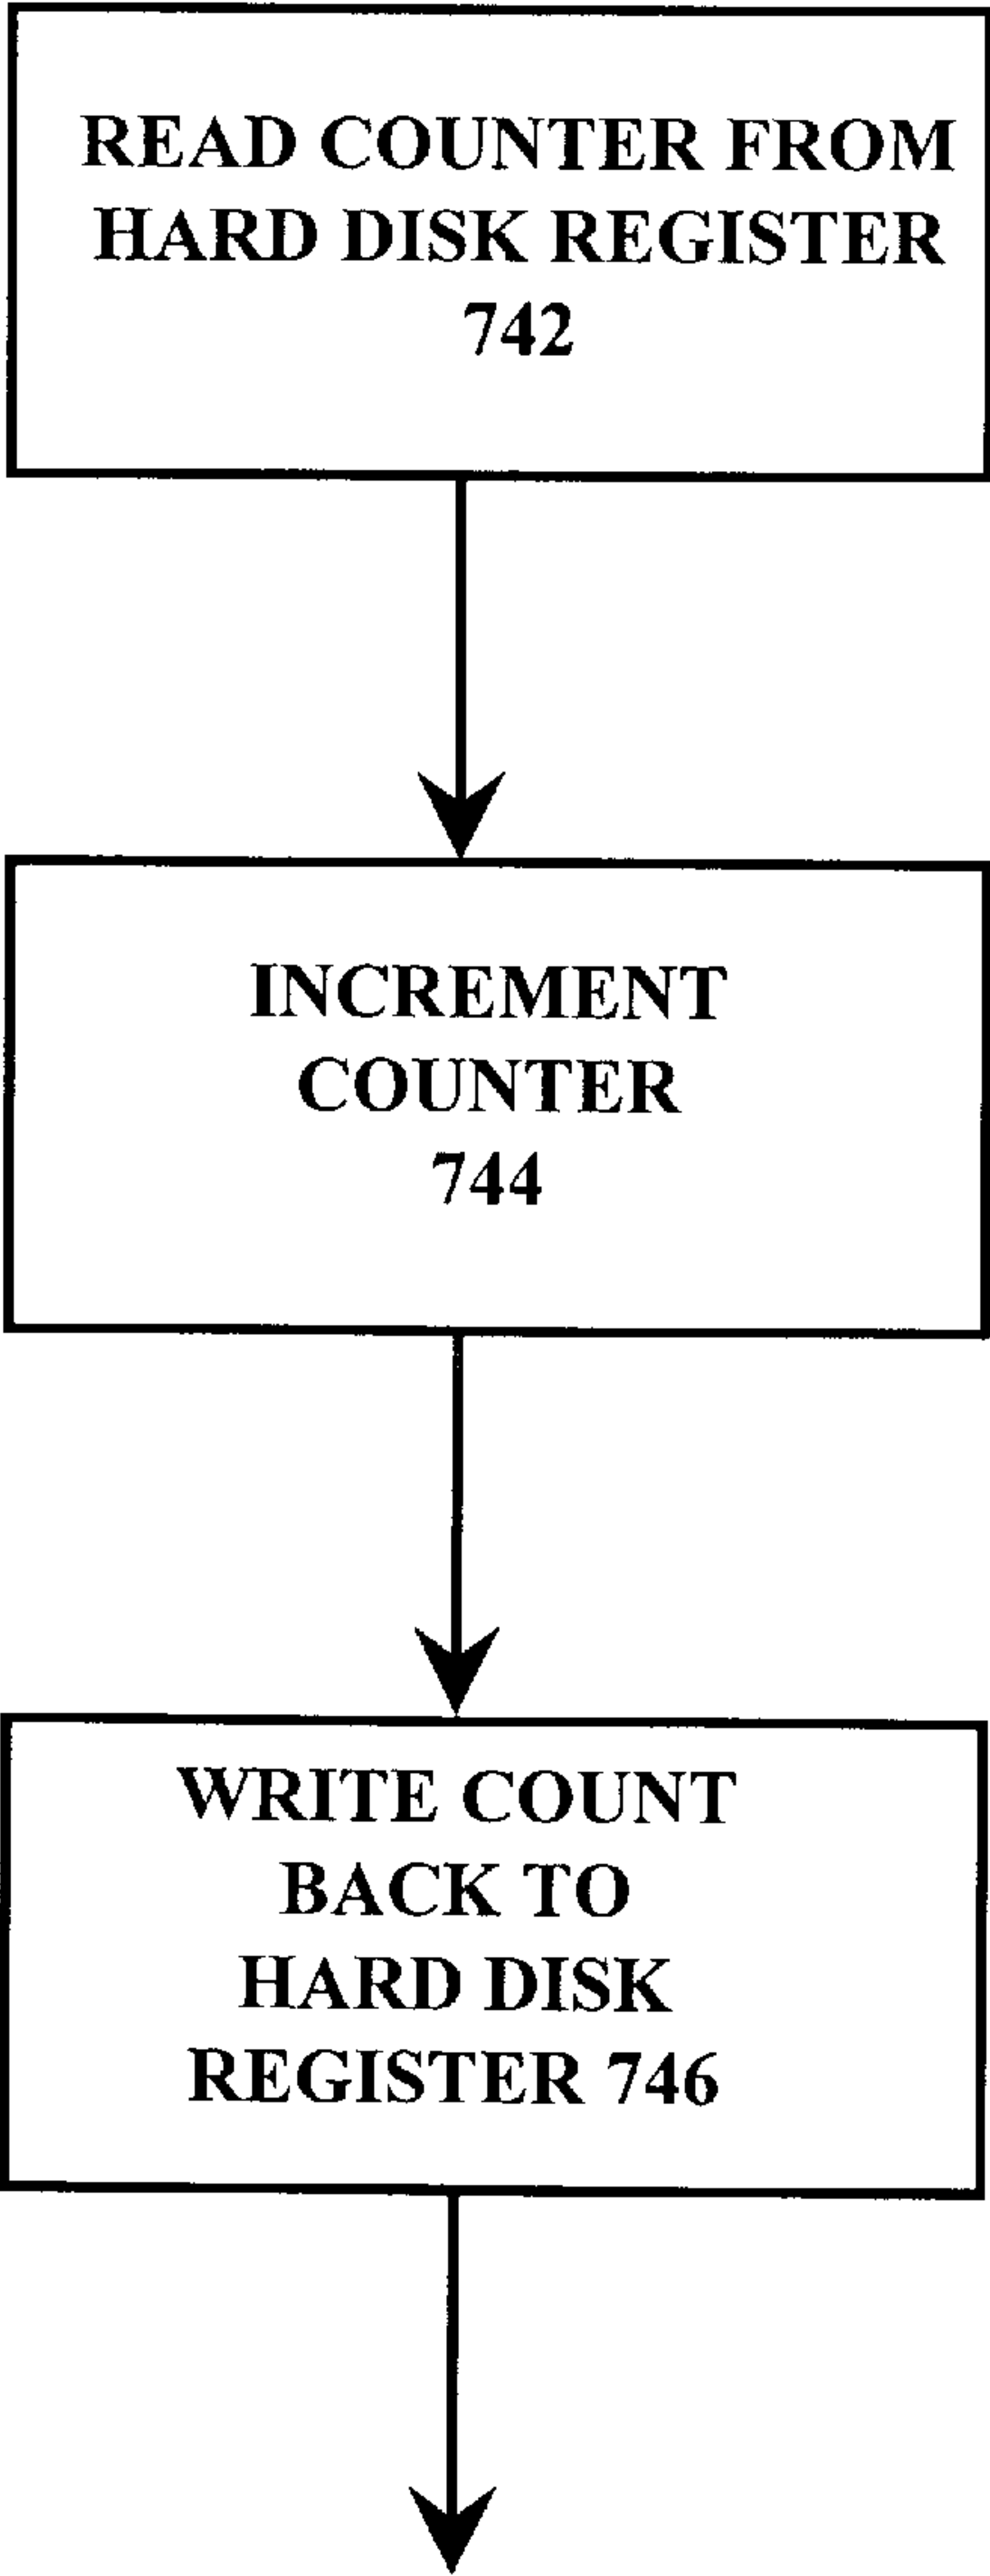 READ COUNTER FROM
HARD DISK REGISTER
742
INCREMENT
COUNTER
744
WRITE COUNT
BACK TO
HARD DISK
REGISTER 746